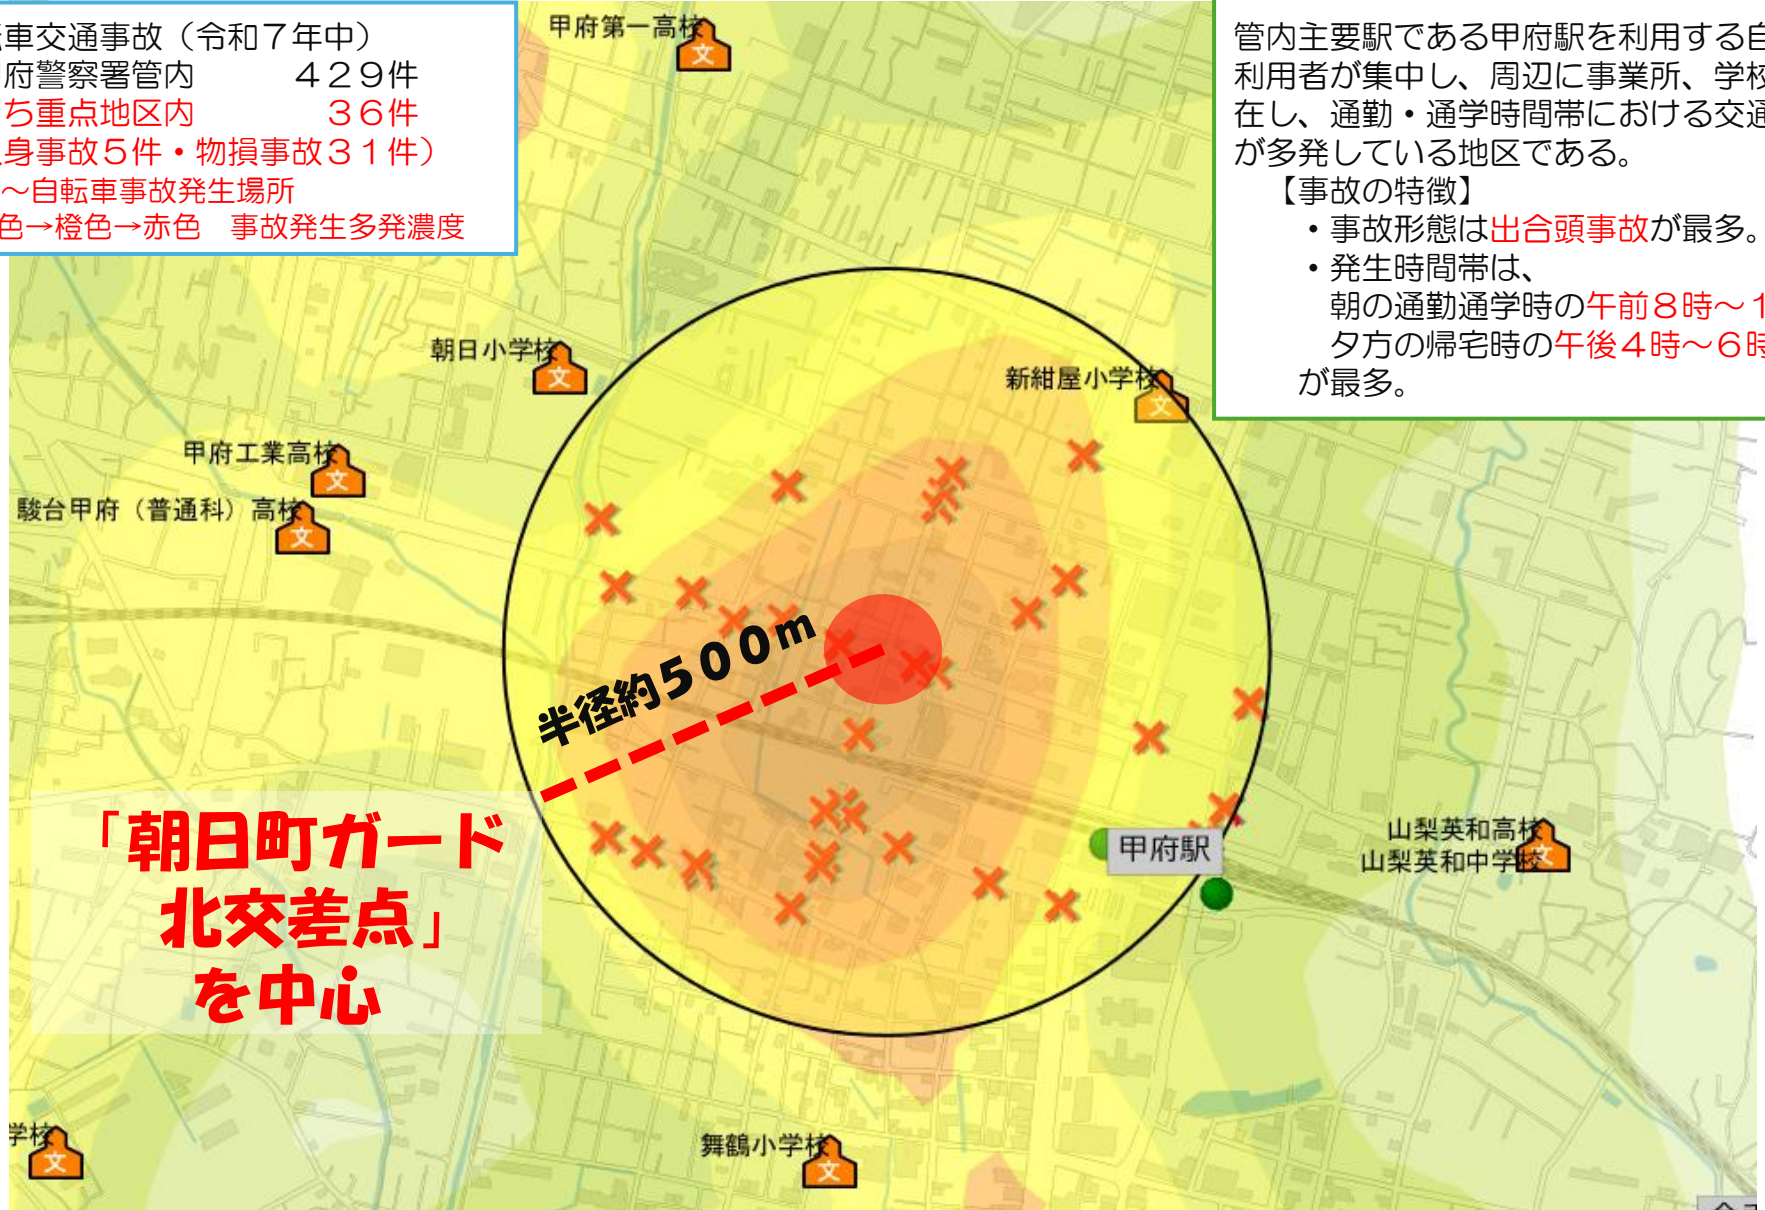 車交通事故（令和７年中）
府警察署管内　４２９件
ち重点地区内　３６件
身事故５件・物損事故３１件）
～自転車事故発生場所
色→橙色→赤色　事故発生多発濃度
甲府第一高校
文
管内主要駅である甲府駅を利用する自
利用者が集中し、周辺に事業所、学校
在し、通勤・通学時間帯における交通
が多発している地区である。
【事故の特徴】
・事故形態は出合頭事故が最多。
・発生時間帯は、
朝の通勤通学時の午前８時～１
夕方の帰宅時の午後４時～６時
が最多。
朝日小学校
文
新紺屋小学校
文
甲府工業高校
文
駿台甲府（普通科）高校
文
半径約５００ｍ
「朝日町ガード
北交差点」
を中心
甲府駅
山梨英和高校
山梨英和中学校
文
学校
文
舞鶴小学校
文